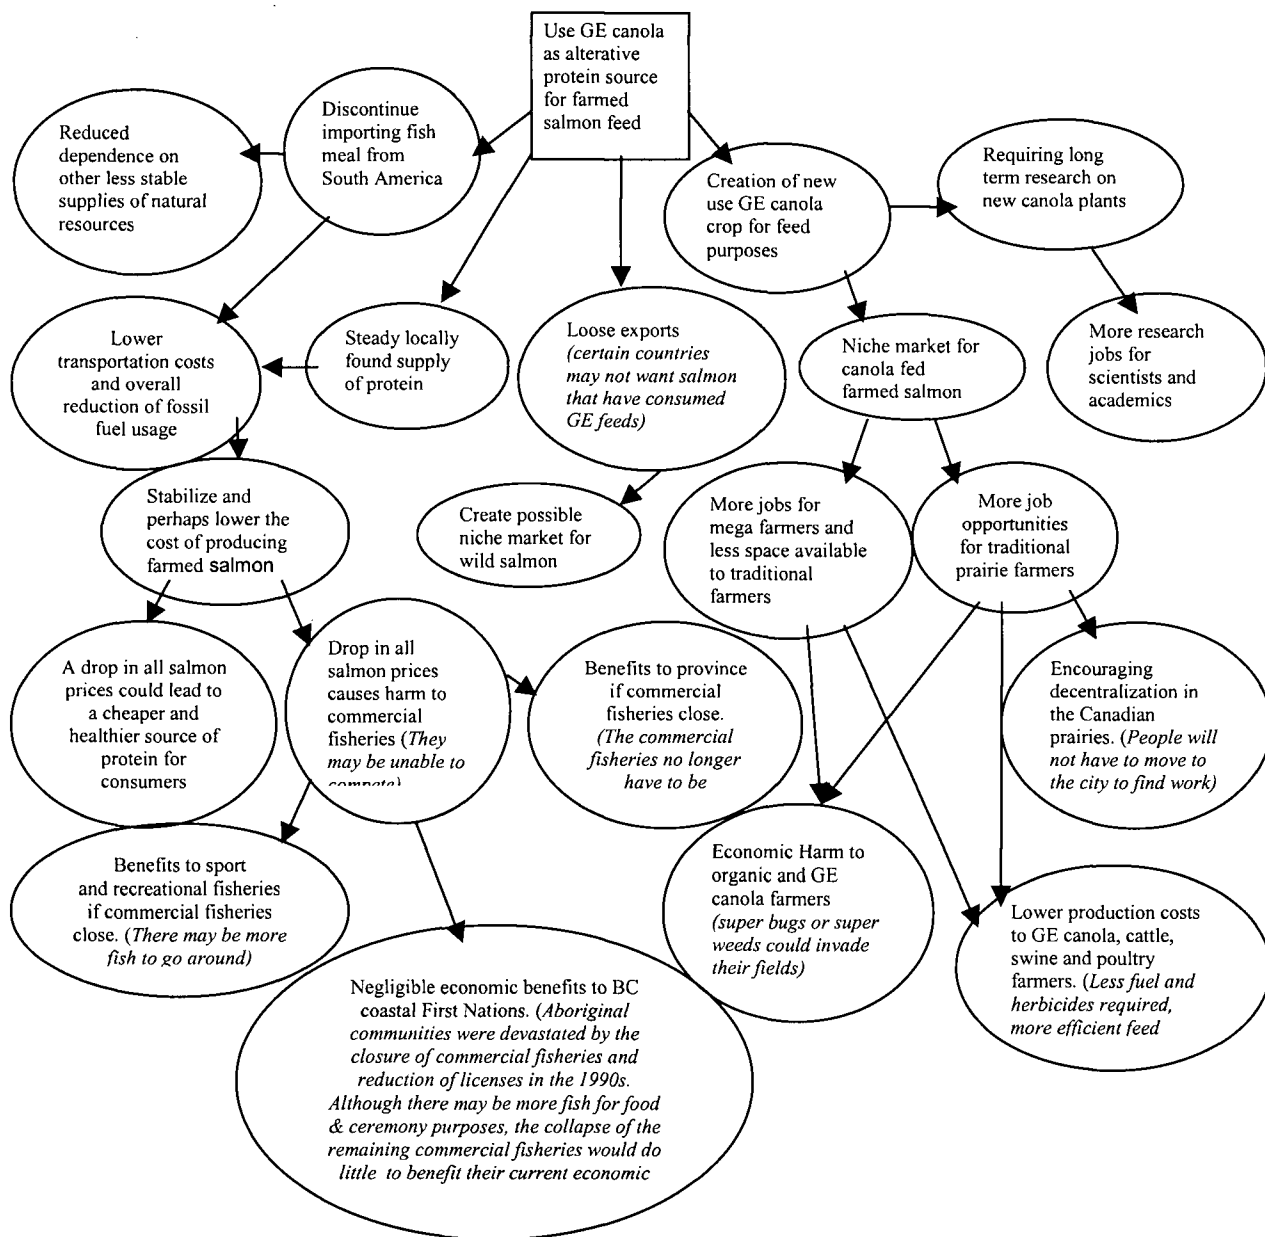 Use GE canola
as alterative
protein source
for farmed
salmon feed
Discontinue
importing fish
meal from
South America
Reduced
dependence on
other less stable
supplies of natural
resources
Creation of new
use GE canola
crop for feed
purposes
Requiring long
term research on
new canola plants
Lower
transportation costs
and overall
reduction of fossil
fuel usage
Steady locally
found supply
of protein
Loose exports
(certain countries
may not want salmon
that have consumed
GE feeds)
Niche market for
canola fed
farmed salmon
More research
jobs for
scientists and
academics
Stabilize and
perhaps lower the
cost of producing
farmed salmon
Create possible
niche market for
wild salmon
More jobs for
mega farmers and
less space available
to traditional
farmers
More job
opportunities
for traditional
prairie farmers
A drop in all salmon
prices could lead to
a cheaper and
healthier source of
protein for
consumers
Drop in all
salmon prices
causes harm to
commercial
fisheries (They
may be unable to
compete)
Benefits to province
if commercial
fisheries close.
(The commercial
fisheries no longer
have to be
Encouraging
decentralization in
the Canadian
prairies. (People will
not have to move to
the city to find work)
Benefits to sport
and recreational fisheries
if commercial fisheries
close. (There may be more
fish to go around)
Economic Harm to
organic and GE
canola farmers
(super bugs or super
weeds could invade
their fields)
Lower production costs
to GE canola, cattle,
swine and poultry
farmers. (Less fuel and
herbicides required,
more efficient feed
Negligible economic benefits to BC
coastal First Nations. (Aboriginal
communities were devastated by the
closure of commercial fisheries and
reduction of licenses in the 1990s.
Although there may be more fish for food
& ceremony purposes, the collapse of the
remaining commercial fisheries would do
little to benefit their current economic